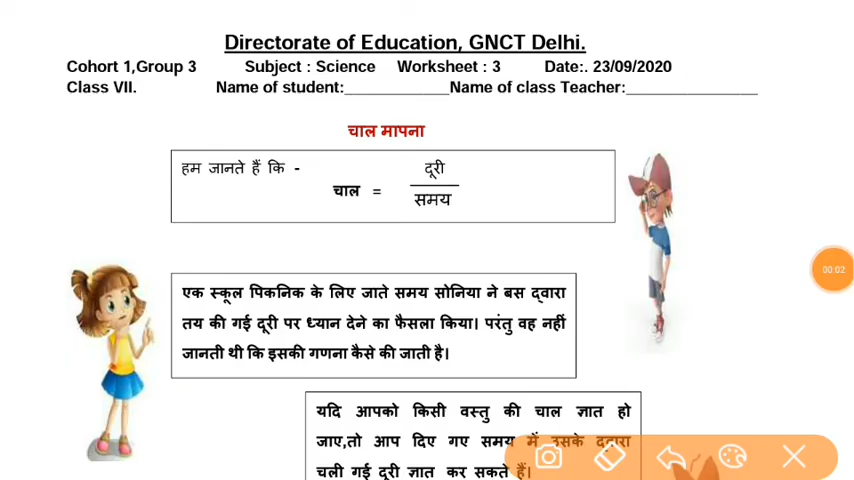 Directorate of Education, GNCT Delhi.
Cohort 1,Group 3 Subject : Science Worksheet : 3 Date:. 23/09/2020
Class VII. Name of student:____________Name of class Teacher:_______________
चाल मापना
हम जानते हैं कि -
दूरी
चाल =
समय
एक स्कूल पिकनिक के लिए जाते समय सोनिया ने बस द्वारा
तय की गई दूरी पर ध्यान देने का फैसला किया। परंतु वह नहीं
जानती थी कि इसकी गणना कैसे की जाती है।
यदि आपको किसी वस्तु की चाल ज्ञात हो
जाए,तो आप दिए गए समय में उसके द्वारा
चली गई दूरी ज्ञात कर सकते हैं।
00:02